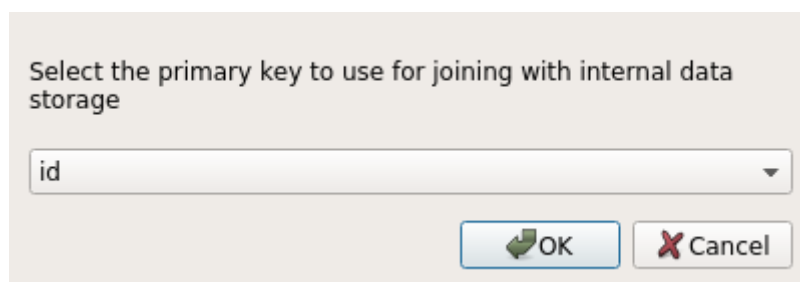 Select the primary key to use for joining with internal data
storage
id
OK
Cancel